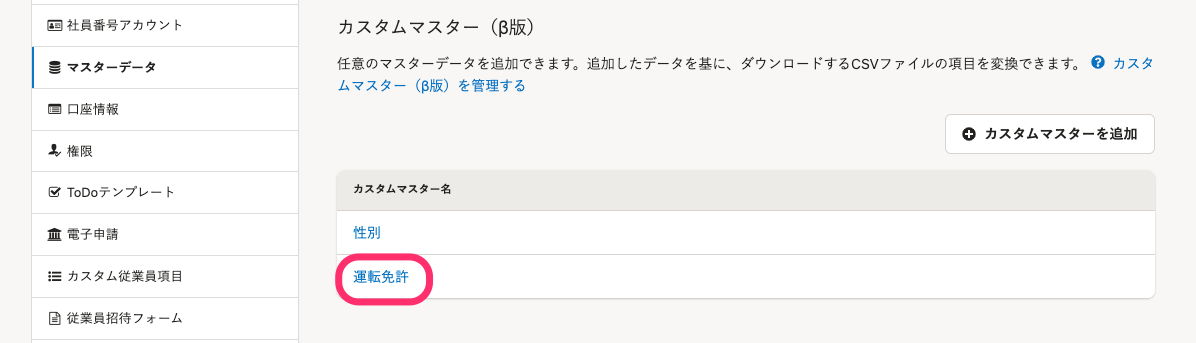 社員番号アカウント
マスターデータ
口座情報
権限
ToDoテンプレート
電子申請
カスタム従業員項目
従業員招待フォーム
カスタムマスター（β版）
任意のマスターデータを追加できます。追加したデータを基に、ダウンロードするCSVファイルの項目を変換できます。 カスタ
ムマスター（β版）を管理する
カスタムマスターを追加
カスタムマスター名
性別
運転免許